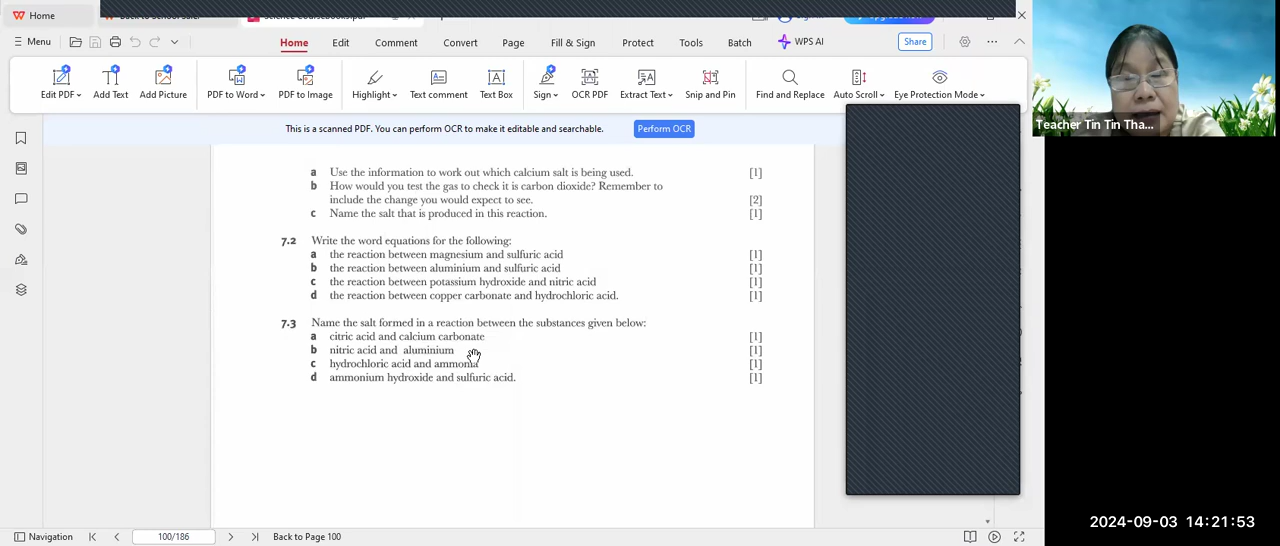 Home
Menu
Home Edit Comment Convert Page Fill & Sign Protect Tools Batch WPS AI Share
Edit PDF Add Text Add Picture PDF to Word PDF to Image Highlight Text comment Text Box Sign OCR PDF Extract Text Snip and Pin Find and Replace Auto Scroll Eye Protection Mode
This is a scanned PDF. You can perform OCR to make it editable and searchable. Perform OCR
Teacher Tin Tin Tha...
a Use the information to work out which calcium salt is being used. [1]
b How would you test the gas to check it is carbon dioxide? Remember to
include the change you would expect to see. [2]
c Name the salt that is produced in this reaction. [1]
7.2 Write the word equations for the following:
a the reaction between magnesium and sulfuric acid [1]
b the reaction between aluminium and sulfuric acid [1]
c the reaction between potassium hydroxide and nitric acid [1]
d the reaction between copper carbonate and hydrochloric acid. [1]
7.3 Name the salt formed in a reaction between the substances given below:
a citric acid and calcium carbonate [1]
b nitric acid and aluminium [1]
c hydrochloric acid and ammonia [1]
d ammonium hydroxide and sulfuric acid. [1]
2024-09-03 14:21:53
Navigation 100/186 Back to Page 100